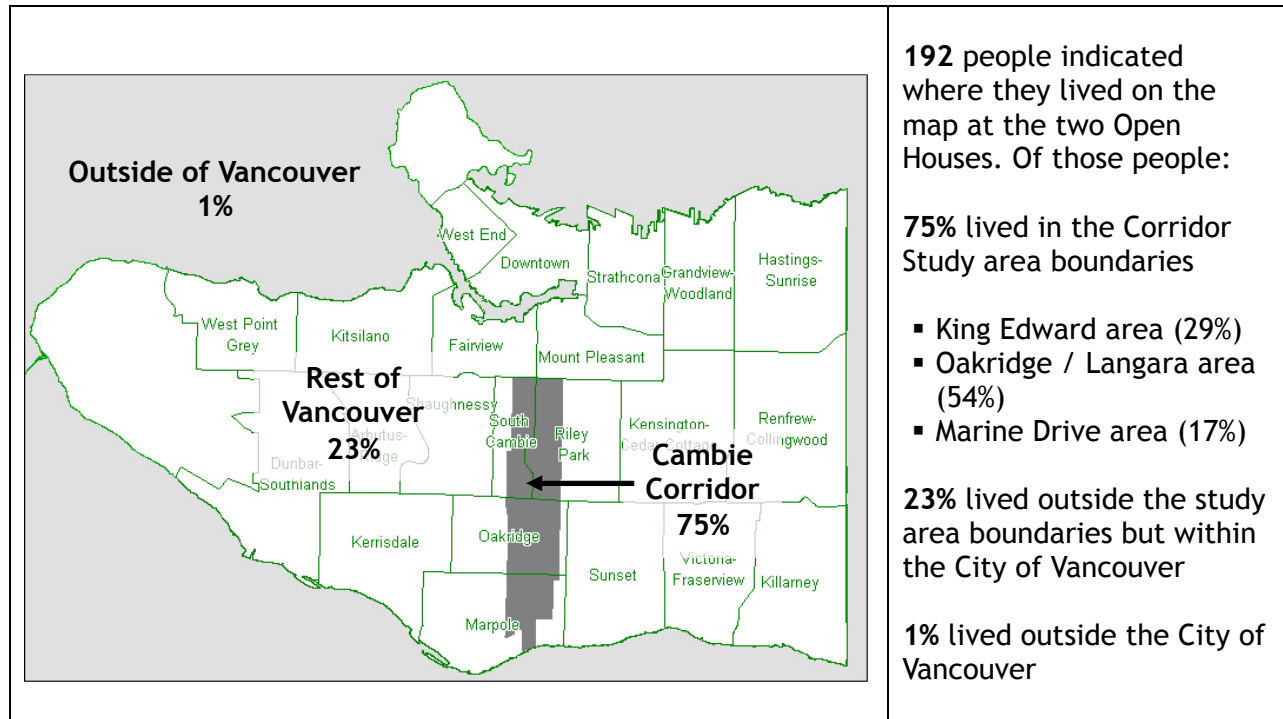 Outside of Vancouver
1%
West End
Downtown
Strathcona
Grandview-
Woodland
Hastings-
Sunrise
West Point
Grey
Kitsilano
Fairview
Mount Pleasant
Rest of
Vancouver
23%
Shaughnessy
Arbutus-
Ridge
Dunbar-
Southlands
South
Cambie
Riley
Park
Kensington-
Cedar Cottage
Renfrew-
Collingwood
Cambie
Corridor
75%
Kerrisdale
Oakridge
Sunset
Victoria-
Fraserview
Killarney
Marpole
192 people indicated
where they lived on the
map at the two Open
Houses. Of those people:
75% lived in the Corridor
Study area boundaries
▪ King Edward area (29%)
▪ Oakridge / Langara area
(54%)
▪ Marine Drive area (17%)
23% lived outside the study
area boundaries but within
the City of Vancouver
1% lived outside the City of
Vancouver